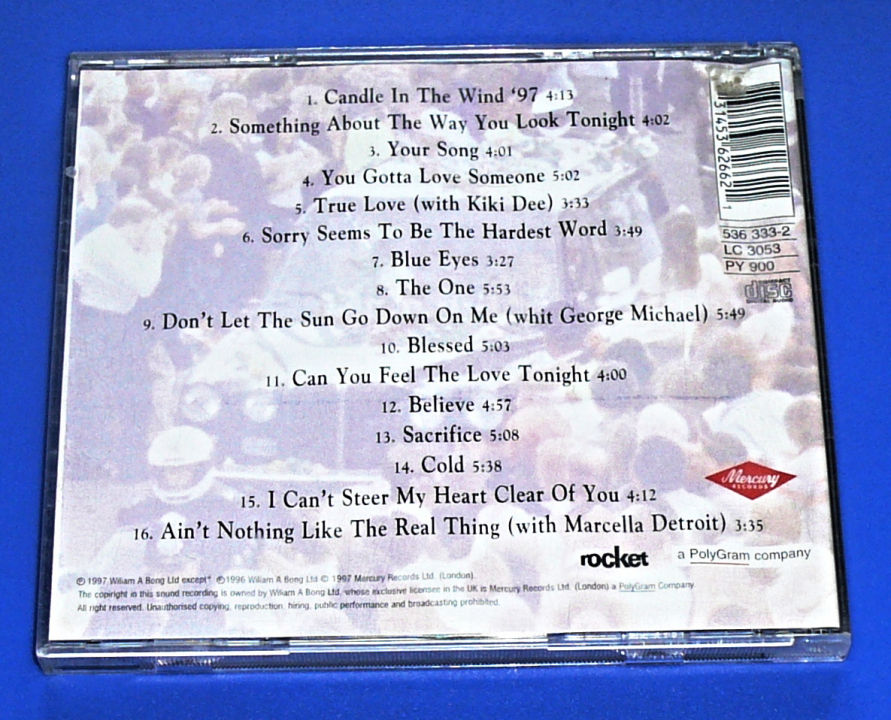 1. Candle In The Wind '97 4:13
2. Something About The Way You Look Tonight 4:02
3. Your Song 4:01
4. You Gotta Love Someone 5:02
5. True Love (with Kiki Dee) 3:33
6. Sorry Seems To Be The Hardest Word 3:49
7. Blue Eyes 3:27
8. The One 5:53
9. Don't Let The Sun Go Down On Me (whit George Michael) 5:49
10. Blessed 5:03
11. Can You Feel The Love Tonight 4:00
12. Believe 4:57
13. Sacrifice 5:08
14. Cold 5:38
15. I Can't Steer My Heart Clear Of You 4:12
16. Ain't Nothing Like The Real Thing (with Marcella Detroit) 3:35
31453 62662 1
536 333-2
LC 3053
PY 900
COMPACT
disc
DIGITAL AUDIO
Mercury
RECORDS
rocket
a PolyGram company
℗ 1997 Wiliam A Bong Ltd except* ℗ 1996 Wiliam A Bong Ltd © 1997 Mercury Records Ltd. (London).
The copiright in this sound recording is owned by Wiliam A Bong Ltd, whose exclusive licensee in the UK is Mercury Records Ltd. (London) a PolyGram Company.
All right reserved. Unauthorised copying, reproduction, hiring, public performance and broadcasting prohibited.